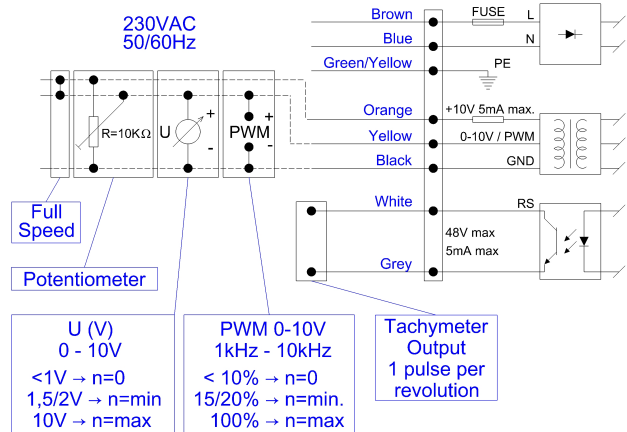 230VAC
50/60Hz
Brown
FUSE
L
Blue
N
Green/Yellow
PE
Orange
+10V 5mA max.
Yellow
0-10V / PWM
Black
GND
R=10KΩ
U
+
-
PWM
+
-
White
RS
48V max
5mA max
Grey
Full
Speed
Potentiometer
U (V)
0 - 10V
<1V → n=0
1,5/2V → n=min
10V → n=max
PWM 0-10V
1kHz - 10kHz
< 10% → n=0
15/20% → n=min.
100% → n=max
Tachymeter
Output
1 pulse per
revolution